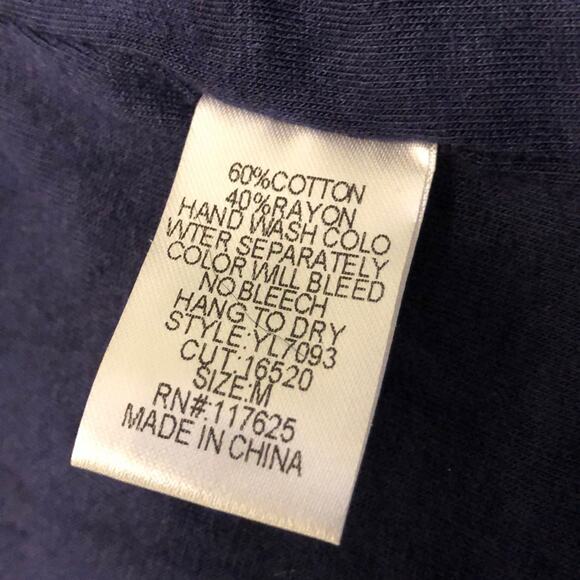 60%COTTON
40%RAYON
HAND WASH COLO
WTER SEPARATELY
COLOR WILL BLEED
NO BLEECH
HANG TO DRY
STYLE:YL7093
CUT:16520
SIZE:M
RN#:117625
MADE IN CHINA